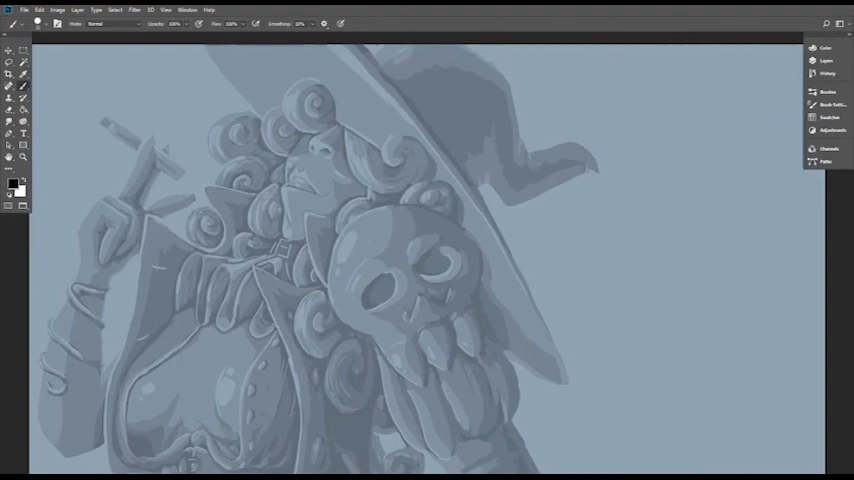 File Edit Image Layer Type Select Filter 3D View Window Help
Mode: Normal Opacity: 100% Flow: 100% Smoothing: 10%
Color
Layers
History
Brushes
Brush Setti...
Swatches
Adjustments
Channels
Paths